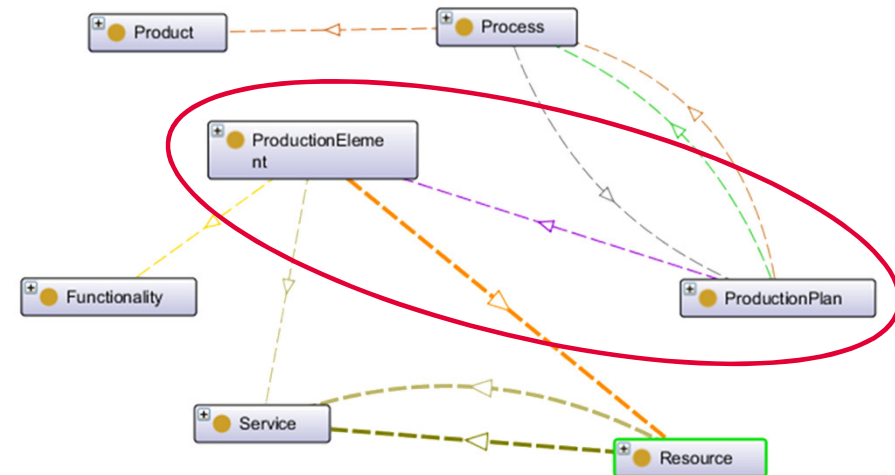 Product
Process
ProductionEleme
nt
Functionality
ProductionPlan
Service
Resource